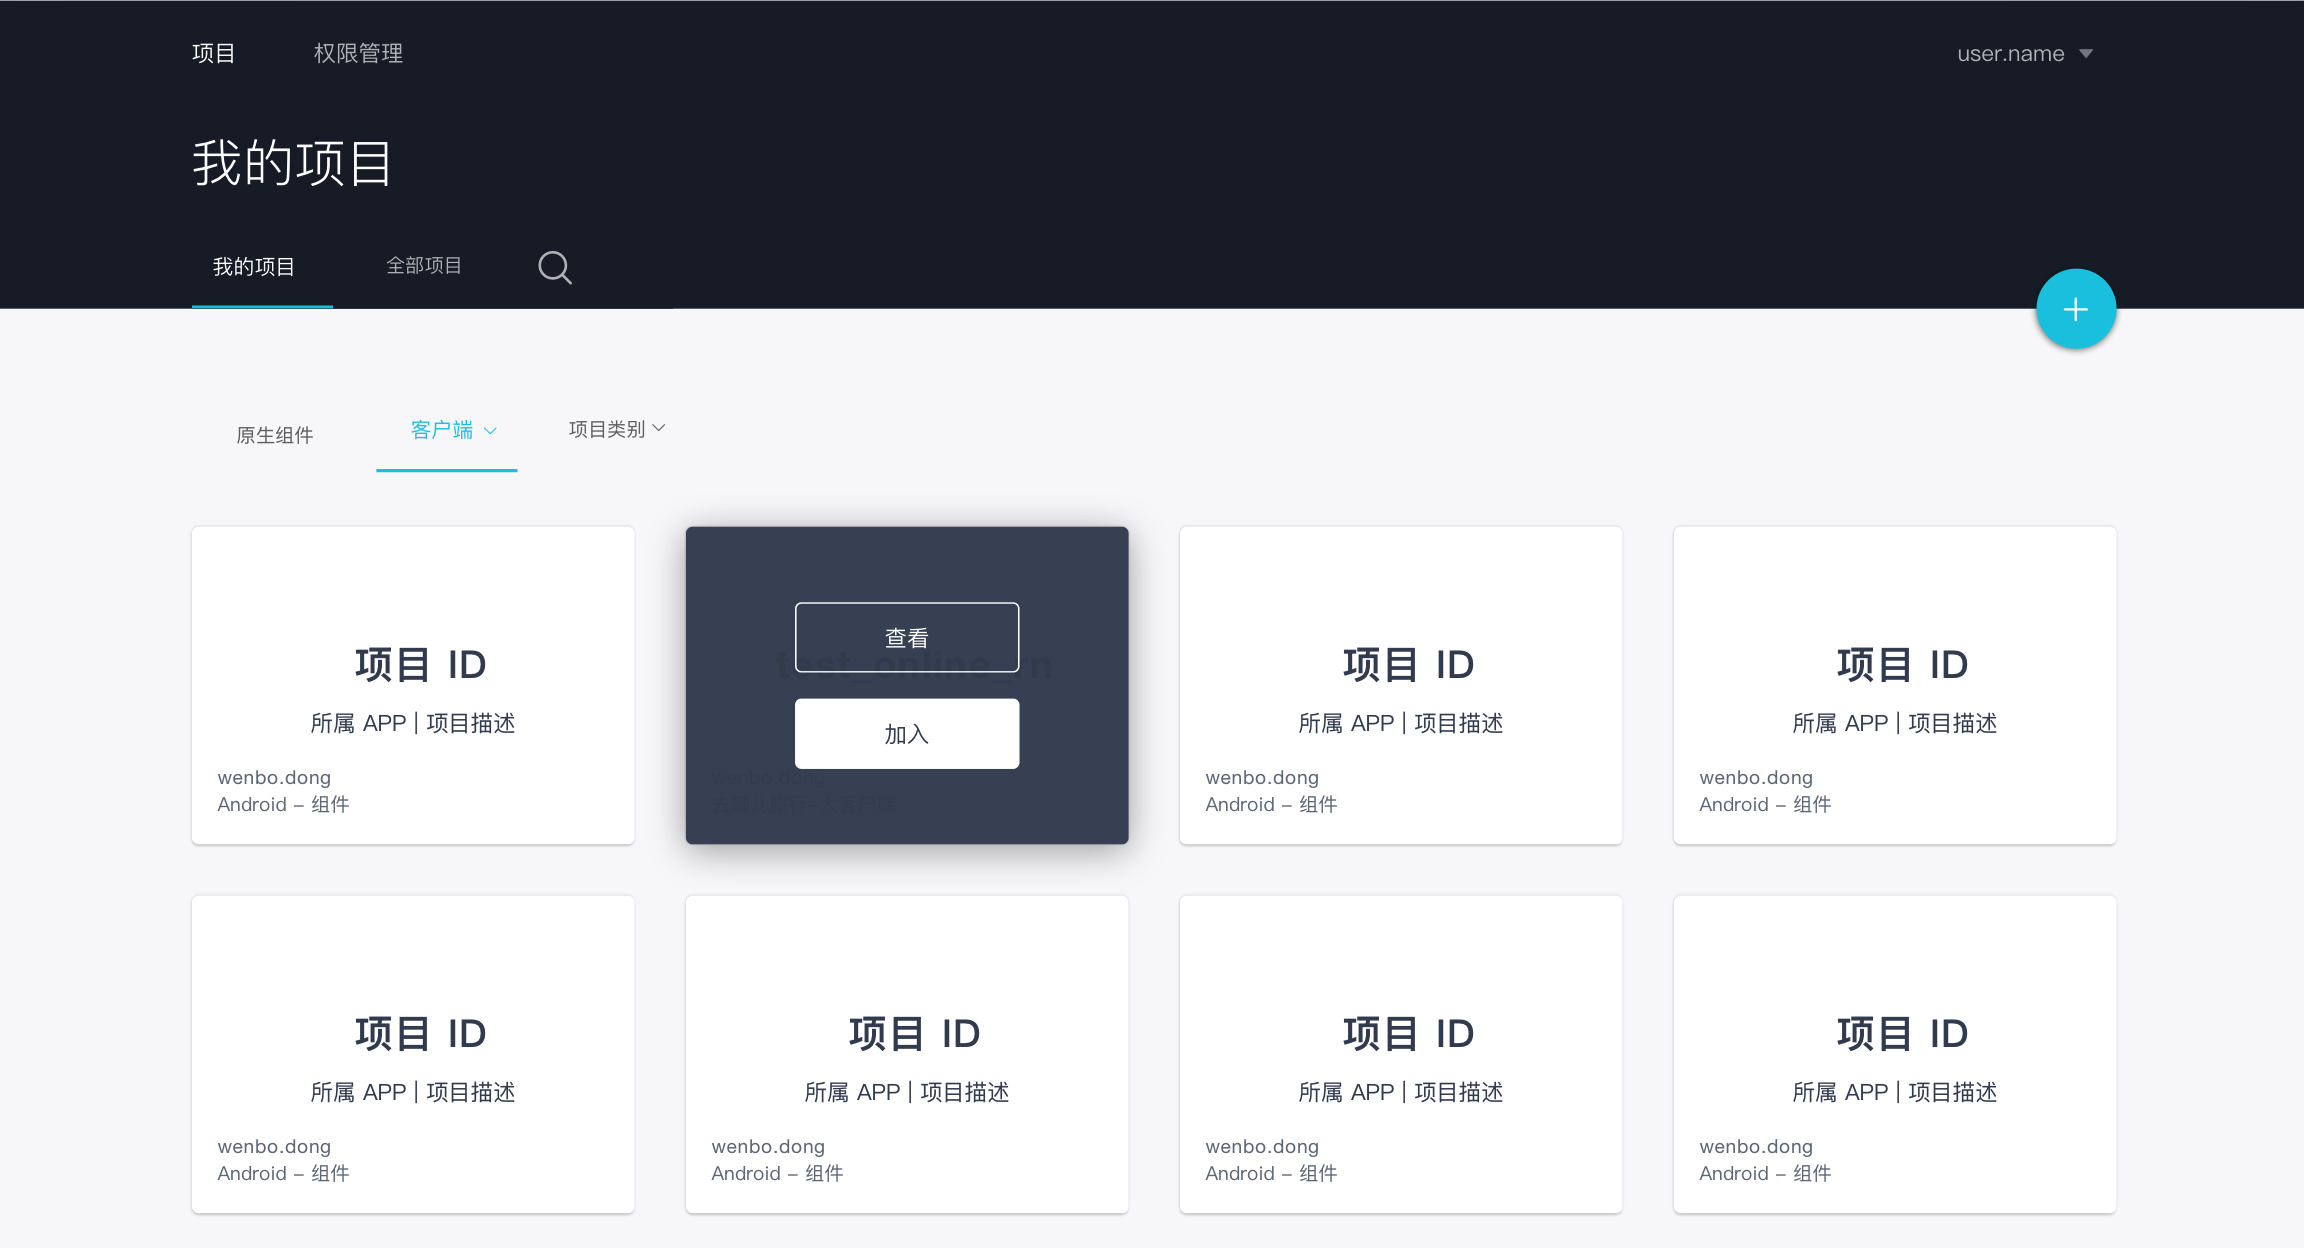 项目 权限管理 user.name
我的项目
我的项目 全部项目
原生组件 客户端 项目类别
项目 ID
所属 APP | 项目描述
wenbo.dong
Android – 组件
查看
test_online_rn
加入
wenbo.dong
项目 ID
所属 APP | 项目描述
wenbo.dong
Android – 组件
项目 ID
所属 APP | 项目描述
wenbo.dong
Android – 组件
项目 ID
所属 APP | 项目描述
wenbo.dong
Android – 组件
项目 ID
所属 APP | 项目描述
wenbo.dong
Android – 组件
项目 ID
所属 APP | 项目描述
wenbo.dong
Android – 组件
项目 ID
所属 APP | 项目描述
wenbo.dong
Android – 组件